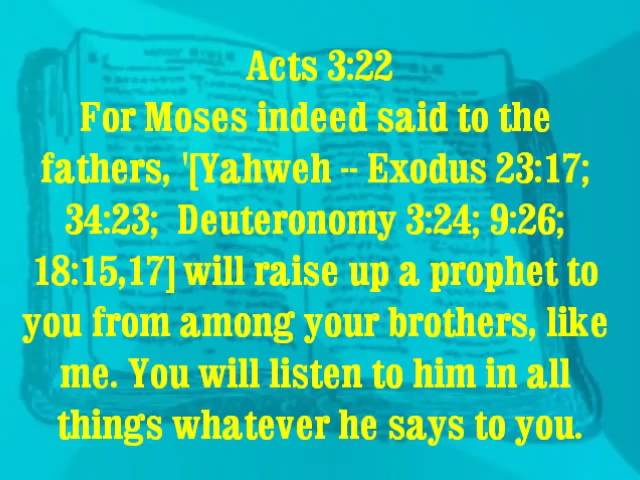 Acts 3:22
For Moses indeed said to the
fathers, '[Yahweh -- Exodus 23:17;
34:23;  Deuteronomy 3:24; 9:26;
18:15,17] will raise up a prophet to
you from among your brothers, like
me. You will listen to him in all
things whatever he says to you.